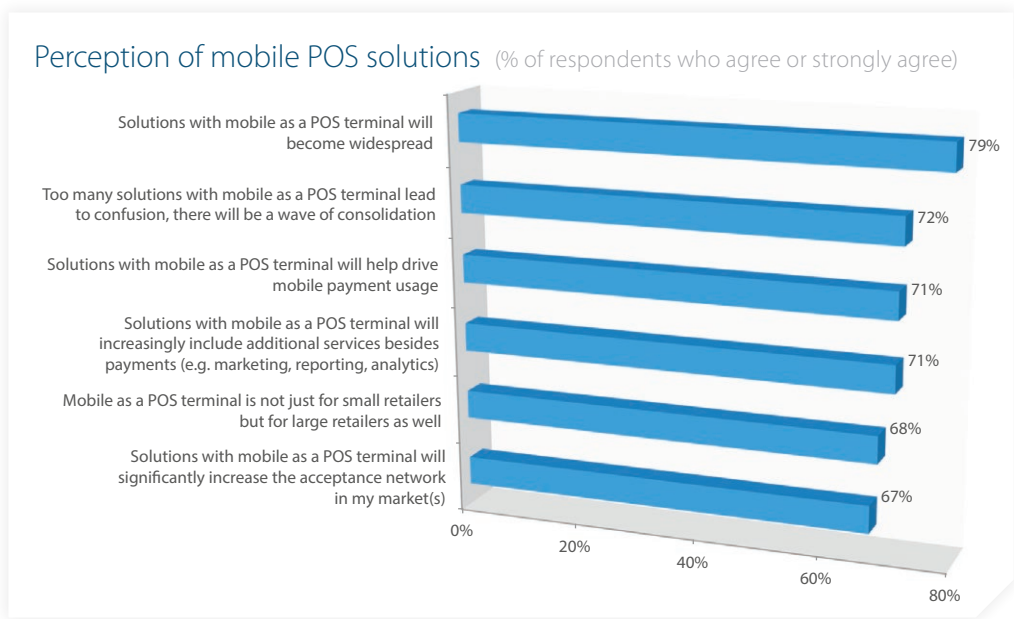 Perception of mobile POS solutions (% of respondents who agree or strongly agree)
Solutions with mobile as a POS terminal will
become widespread
79%
Too many solutions with mobile as a POS terminal lead
to confusion, there will be a wave of consolidation
72%
Solutions with mobile as a POS terminal will help drive
mobile payment usage
71%
Solutions with mobile as a POS terminal will
increasingly include additional services besides
payments (e.g. marketing, reporting, analytics)
71%
Mobile as a POS terminal is not just for small retailers
but for large retailers as well
68%
Solutions with mobile as a POS terminal will
significantly increase the acceptance network
in my market(s)
67%
0%
20%
40%
60%
80%